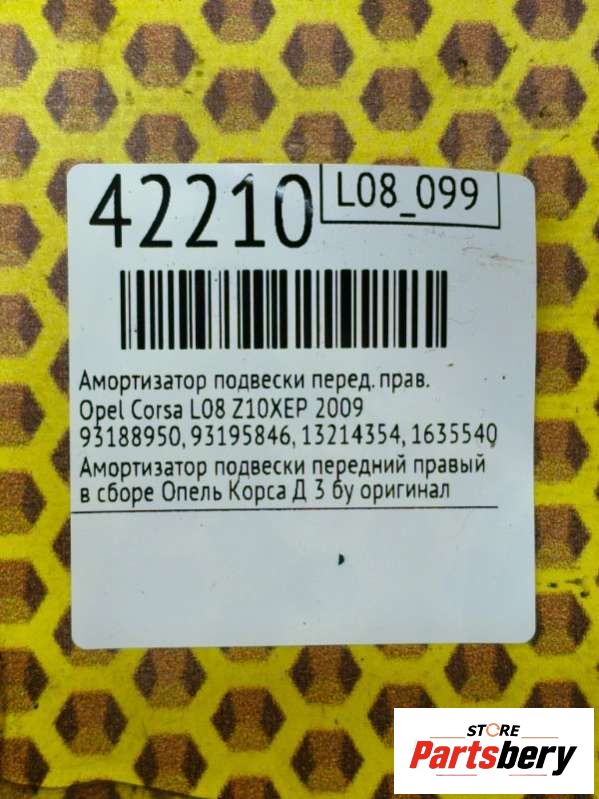 42210
L08_099
Амортизатор подвески перед. прав.
Opel Corsa L08 Z10XEP 2009
93188950, 93195846, 13214354, 1635540
Амортизатор подвески передний правый
в сборе Опель Корса Д 3 бу оригинал
STORE
Partsbery